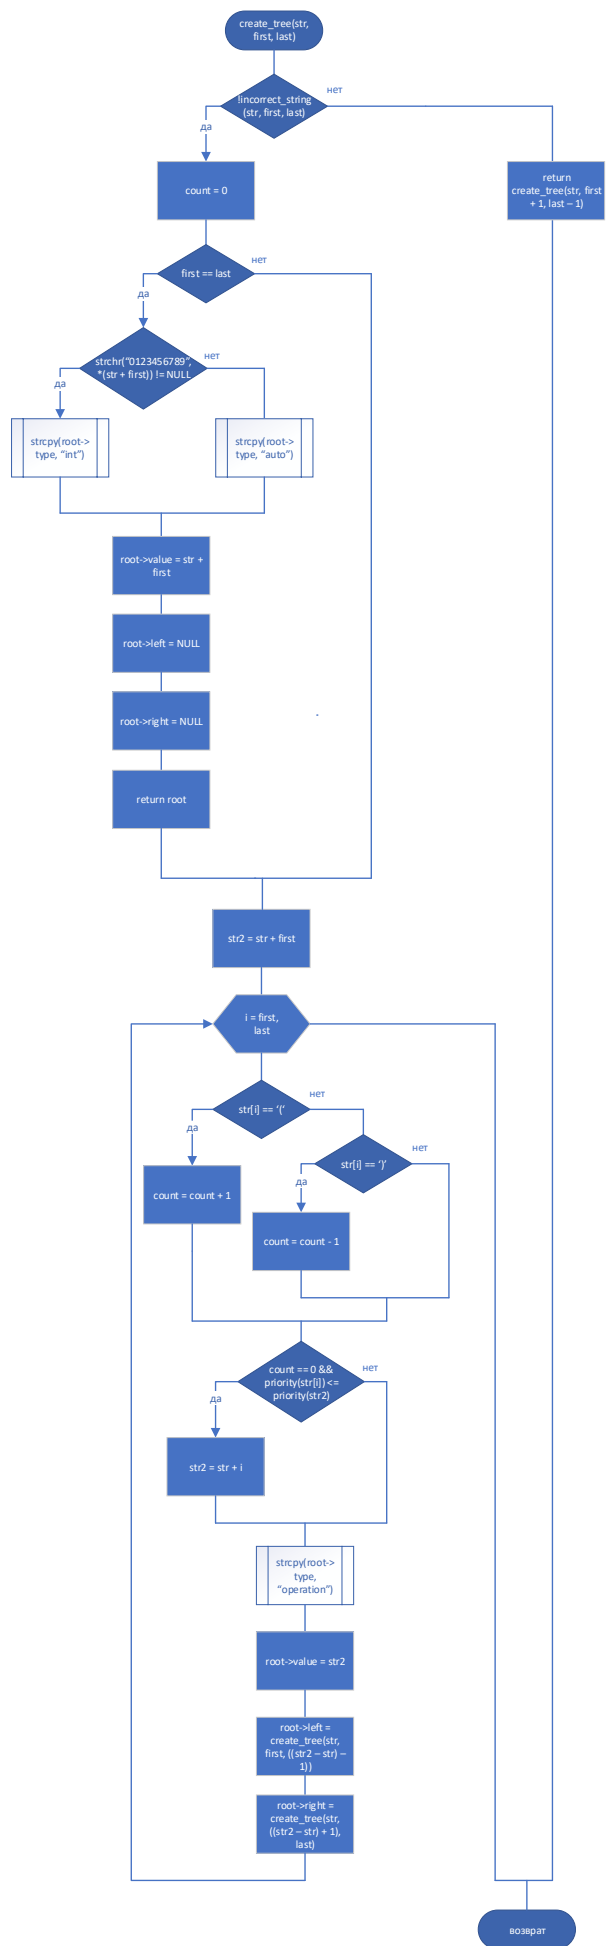 create_tree(str,
first, last)
нет
!incorrect_string
(str, first, last)
да
count = 0
return
create_tree(str, first
+ 1, last – 1)
нет
first == last
да
нет
strchr(“0123456789”,
*(str + first)) != NULL
да
strcpy(root->
type, “int”)
strcpy(root->
type, “auto”)
root->value = str +
first
root->left = NULL
root->right = NULL
return root
str2 = str + first
i = first,
last
нет
str[i] == ‘(‘
да
нет
str[i] == ‘)’
да
count = count + 1
count = count - 1
нет
count == 0 &&
priority(str[i]) <=
priority(str2)
да
str2 = str + i
strcpy(root->
type,
“operation”)
root->value = str2
root->left =
create_tree(str,
first, ((str2 – str) –
1))
root->right =
create_tree(str,
((str2 – str) + 1),
last)
возврат